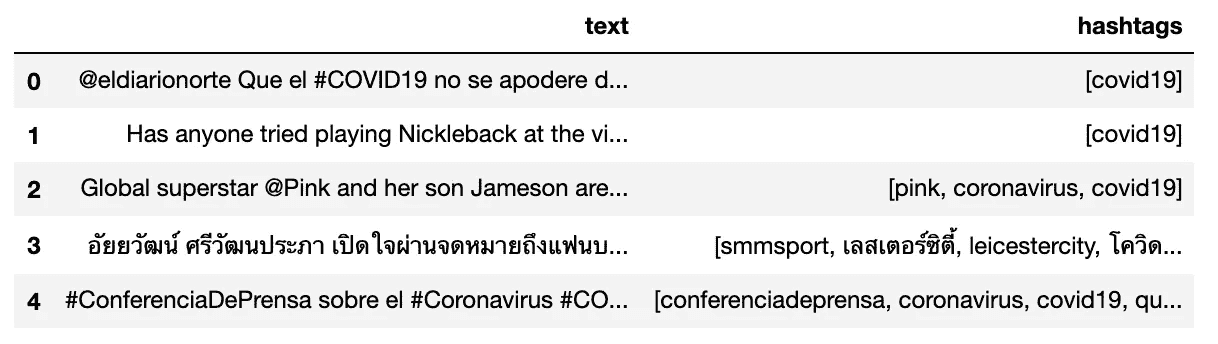 text hashtags
0 @eldiarionorte Que el #COVID19 no se apodere d... [covid19]
1 Has anyone tried playing Nickleback at the vi... [covid19]
2 Global superstar @Pink and her son Jameson are... [pink, coronavirus, covid19]
3 อัยยวัฒน์ ศรีวัฒนประภา เปิดใจผ่านจดหมายถึงแฟนบ... [smmsport, เลสเตอร์ซิตี้, leicestercity, โควิด...
4 #ConferenciaDePrensa sobre el #Coronavirus #CO... [conferenciadeprensa, coronavirus, covid19, qu...